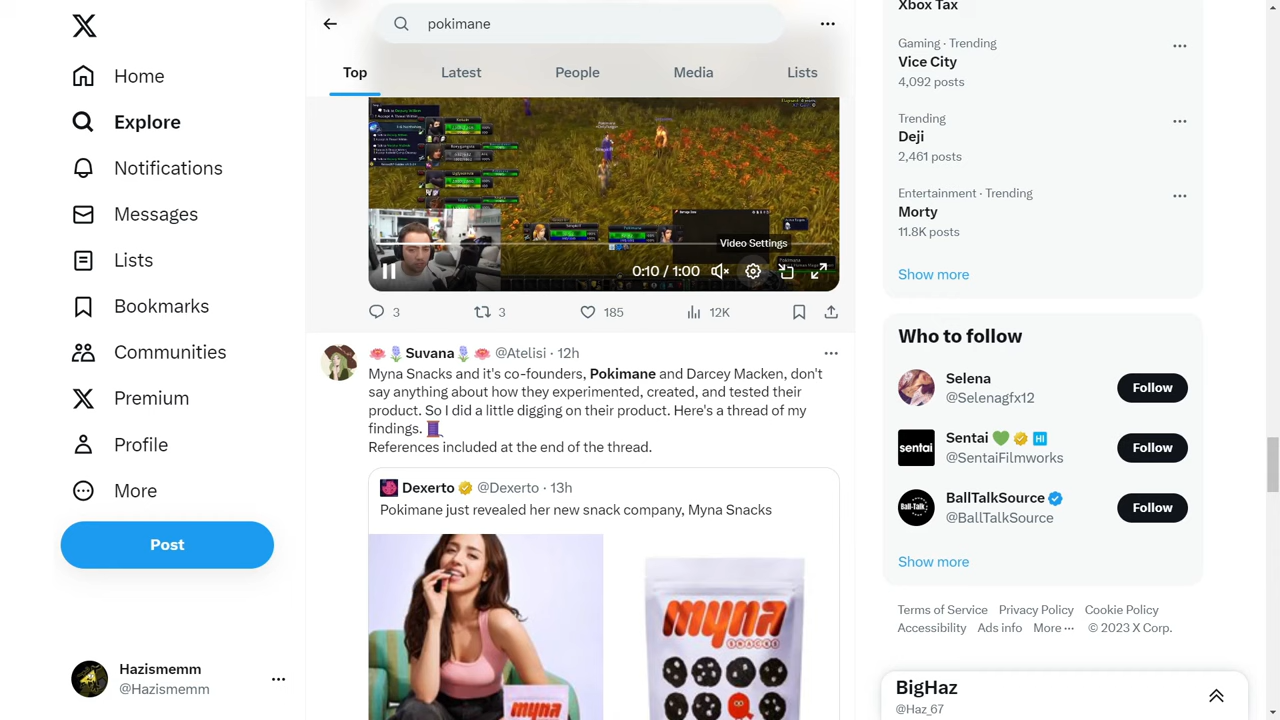 pokimane
Home
Explore
Notifications
Messages
Lists
Bookmarks
Communities
Premium
Profile
More
Post
Hazismemm
@Hazismemm
Top
Latest
People
Media
Lists
Video Settings
0:10 / 1:00
3
3
185
12K
Suvana @Atelisi · 12h
Myna Snacks and it's co-founders, Pokimane and Darcey Macken, don't
say anything about how they experimented, created, and tested their
product. So I did a little digging on their product. Here's a thread of my
findings.
References included at the end of the thread.
Dexerto @Dexerto · 13h
Pokimane just revealed her new snack company, Myna Snacks
myna
myna
SNACKS
Xbox Tax
Gaming · Trending
Vice City
4,092 posts
Trending
Deji
2,461 posts
Entertainment · Trending
Morty
11.8K posts
Show more
Who to follow
Selena
@Selenagfx12
Follow
sentai
Sentai HI
@SentaiFilmworks
Follow
Ball-Talk
BallTalkSource
@BallTalkSource
Follow
Show more
Terms of Service Privacy Policy Cookie Policy
Accessibility Ads info More ··· © 2023 X Corp.
BigHaz
@Haz_67